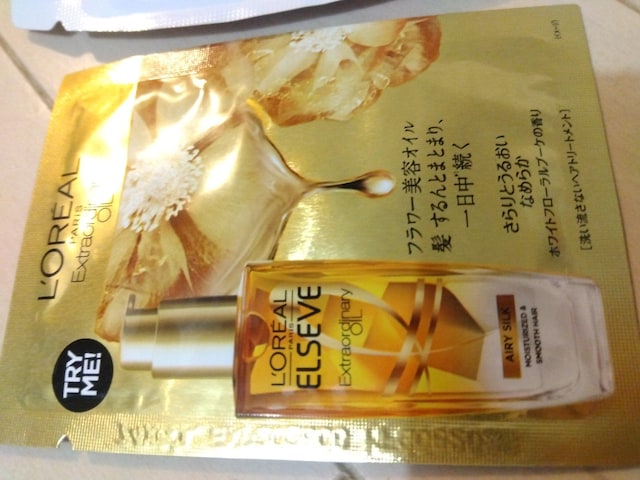 L'ORÉAL
PARIS
Extraordinary
OIL
TRY
ME!
フラワー美容オイル
髪 するんとまとまり、
一日中*続く
さらりとうるおい
なめらか
ホワイトフローラルブーケの香り
[洗い流さないヘアトリートメント]
L'ORÉAL
PARIS
ELSEVE
Extraordinary
OIL
AIRY SILK
MOISTURIZED &
SMOOTH HAIR